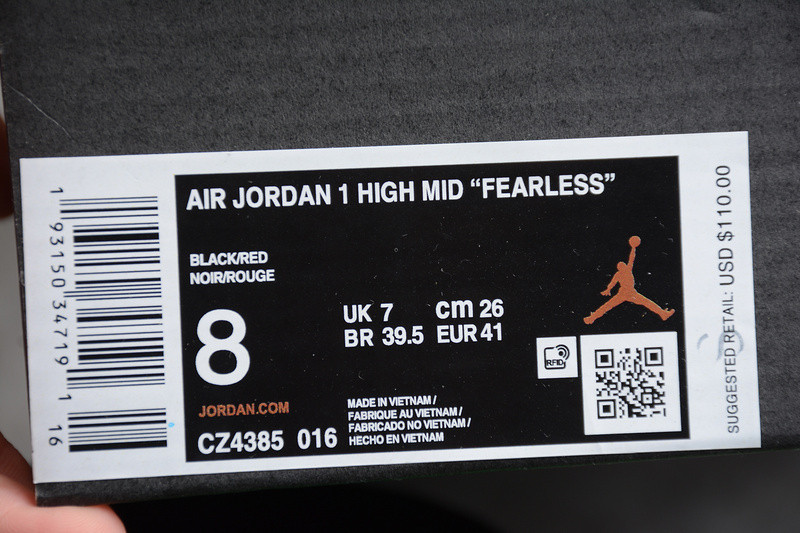 AIR JORDAN 1 HIGH MID “FEARLESS”
BLACK/RED
NOIR/ROUGE
8
UK 7 cm 26
BR 39.5 EUR 41
JORDAN.COM
CZ4385 016
MADE IN VIETNAM /
FABRIQUE AU VIETNAM /
FABRICADO NO VIETNAM /
HECHO EN VIETNAM
RFID
1 93150 34719 1
16
SUGGESTED RETAIL: USD $110.00